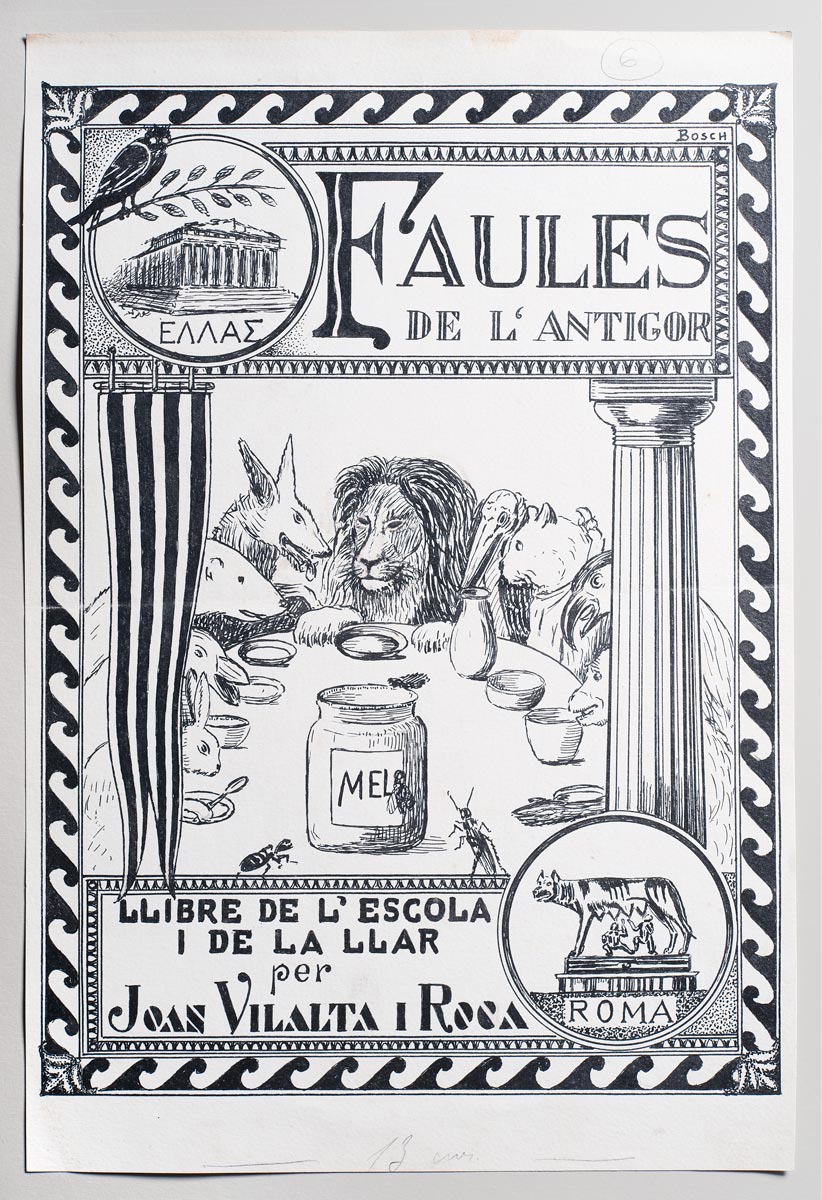 6
BOSCH
FAULES
DE L'ANTIGOR
ΕΛΛΑΣ
MEL
LLIBRE DE L'ESCOLA
I DE LA LLAR
per
JOAN VILALTA I ROCA
ROMA
13 cms.